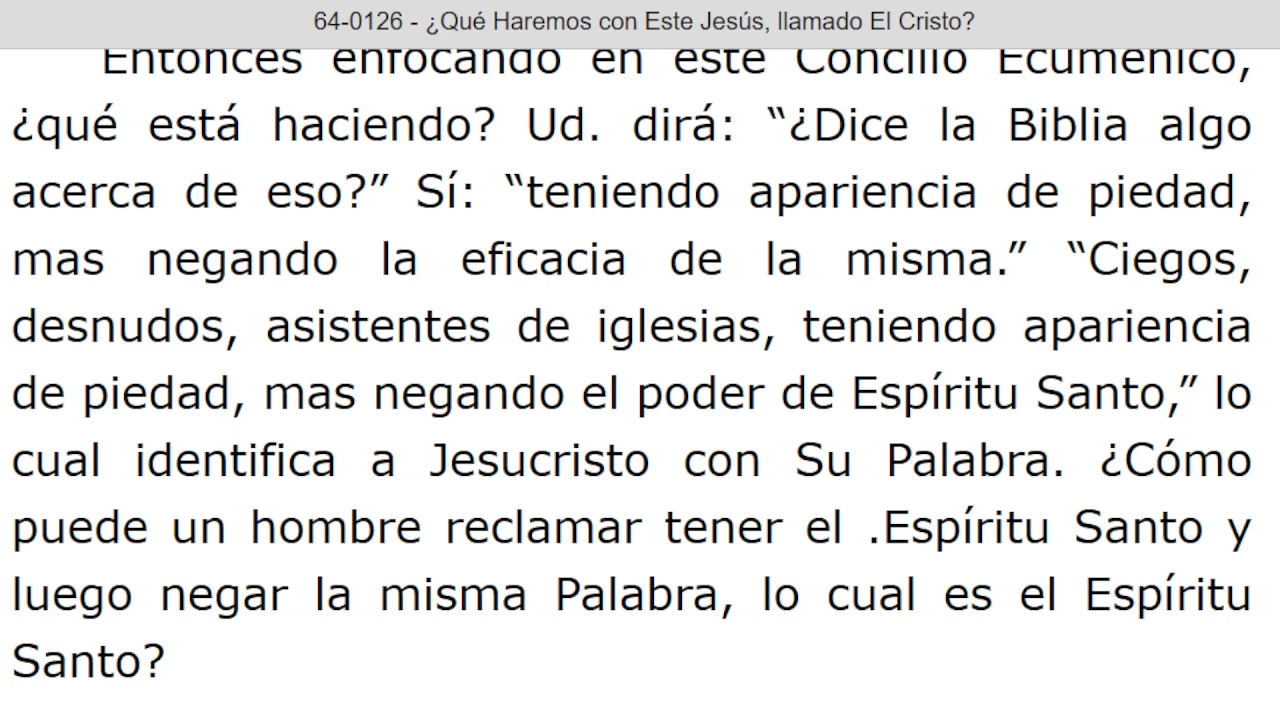 64-0126 - ¿Qué Haremos con Este Jesús, llamado El Cristo?
Entonces enfocando en este Concilio Ecuménico,
¿qué está haciendo? Ud. dirá: “¿Dice la Biblia algo
acerca de eso?” Sí: “teniendo apariencia de piedad,
mas negando la eficacia de la misma.” “Ciegos,
desnudos, asistentes de iglesias, teniendo apariencia
de piedad, mas negando el poder de Espíritu Santo,” lo
cual identifica a Jesucristo con Su Palabra. ¿Cómo
puede un hombre reclamar tener el .Espíritu Santo y
luego negar la misma Palabra, lo cual es el Espíritu
Santo?